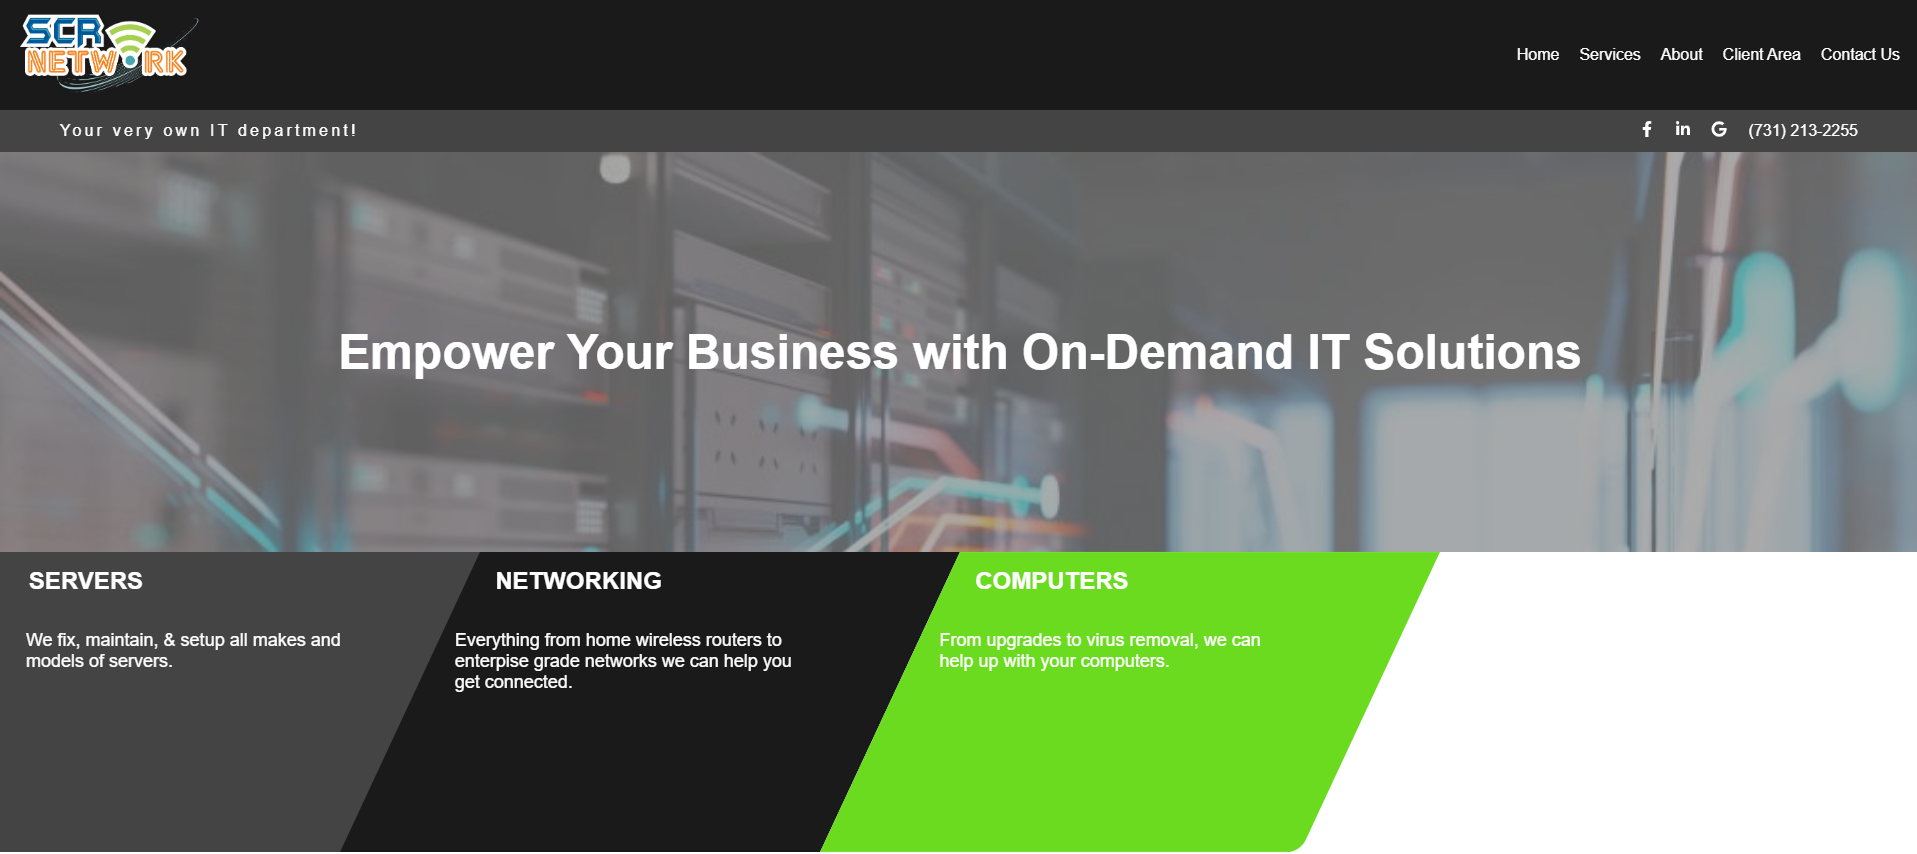 SCR
NETWORK
Home Services About Client Area Contact Us
Your very own IT department!
(731) 213-2255
Empower Your Business with On-Demand IT Solutions
SERVERS
We fix, maintain, & setup all makes and
models of servers.
NETWORKING
Everything from home wireless routers to
enterpise grade networks we can help you
get connected.
COMPUTERS
From upgrades to virus removal, we can
help up with your computers.